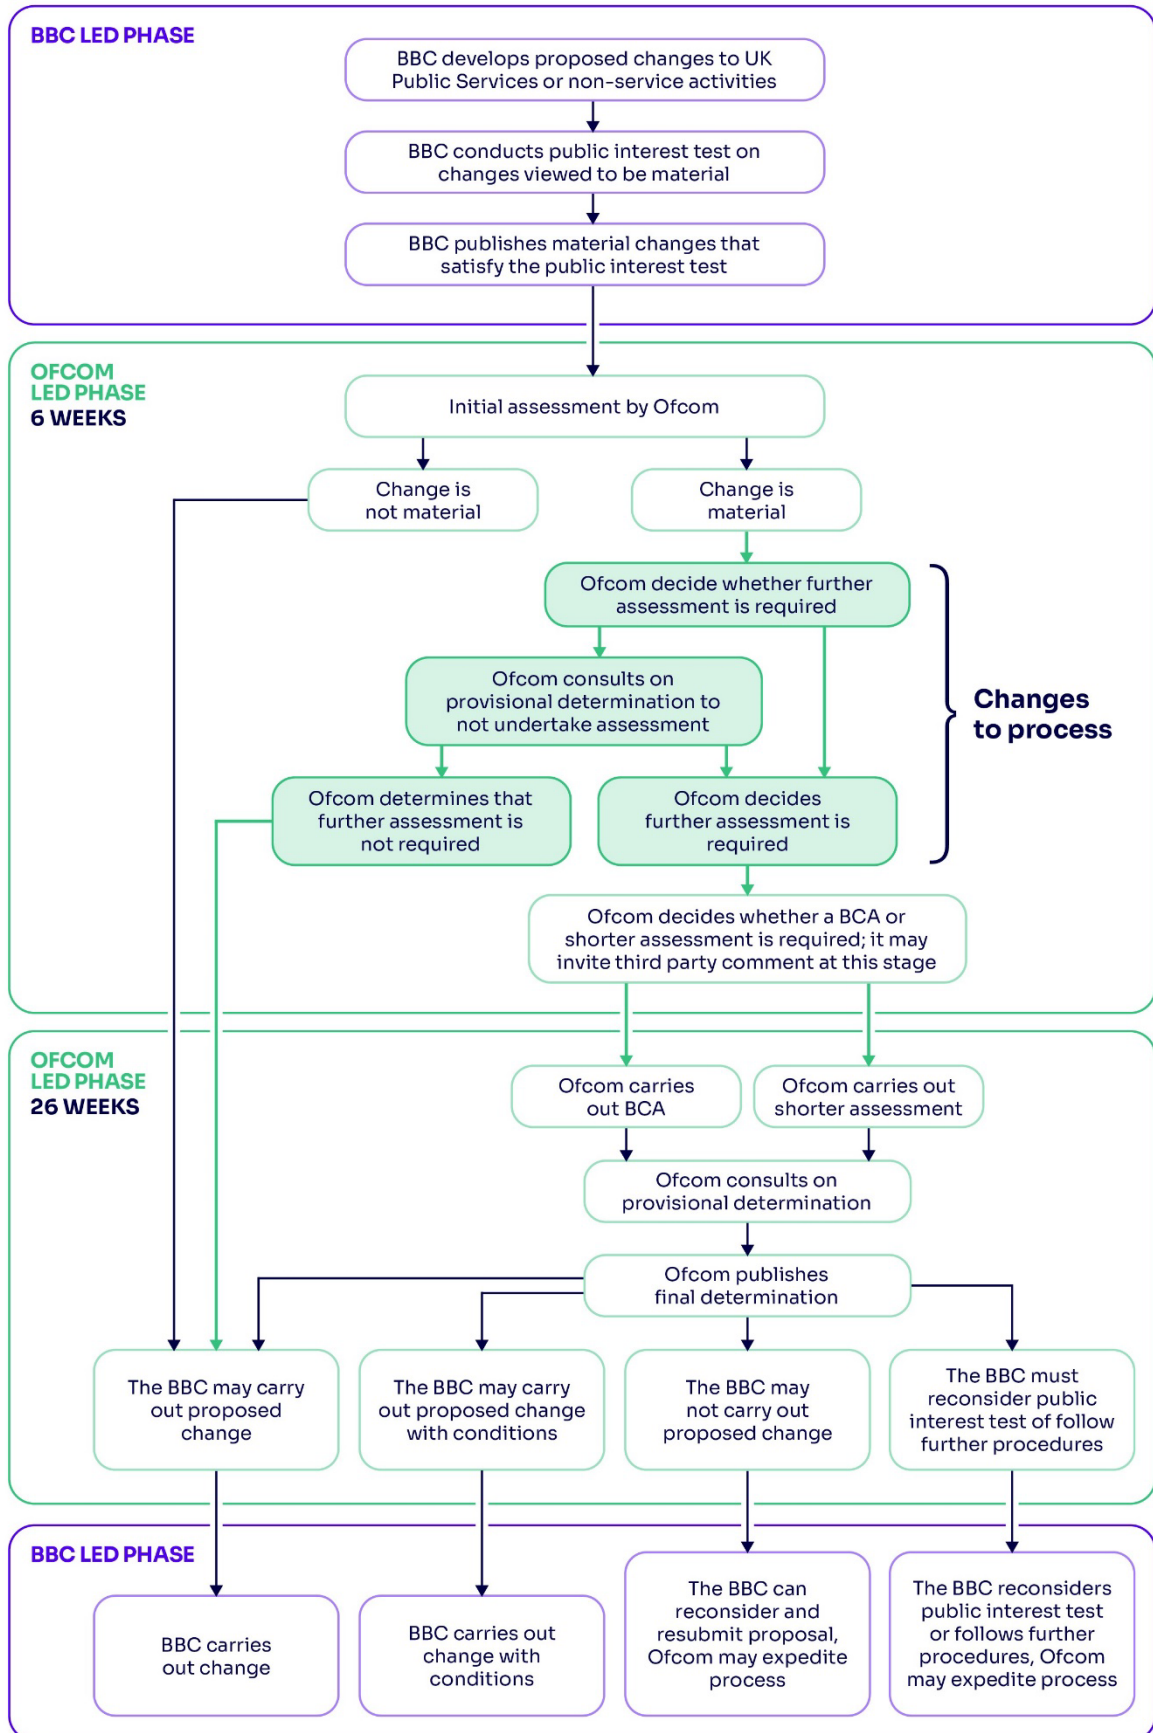 BBC LED PHASE
BBC develops proposed changes to UK
Public Services or non-service activities
BBC conducts public interest test on
changes viewed to be material
BBC publishes material changes that
satisfy the public interest test
OFCOM
LED PHASE
6 WEEKS
Initial assessment by Ofcom
Change is
not material
Change is
material
Ofcom decide whether further
assessment is required
Ofcom consults on
provisional determination to
not undertake assessment
Changes
to process
Ofcom determines that
further assessment is
not required
Ofcom decides
further assessment is
required
Ofcom decides whether a BCA or
shorter assessment is required; it may
invite third party comment at this stage
OFCOM
LED PHASE
26 WEEKS
Ofcom carries
out BCA
Ofcom carries out
shorter assessment
Ofcom consults on
provisional determination
Ofcom publishes
final determination
The BBC may carry
out proposed
change
The BBC may carry
out proposed change
with conditions
The BBC may
not carry out
proposed change
The BBC must
reconsider public
interest test of follow
further procedures
BBC LED PHASE
BBC carries
out change
BBC carries out
change with
conditions
The BBC can
reconsider and
resubmit proposal,
Ofcom may expedite
process
The BBC reconsiders
public interest test
or follows further
procedures, Ofcom
may expedite process